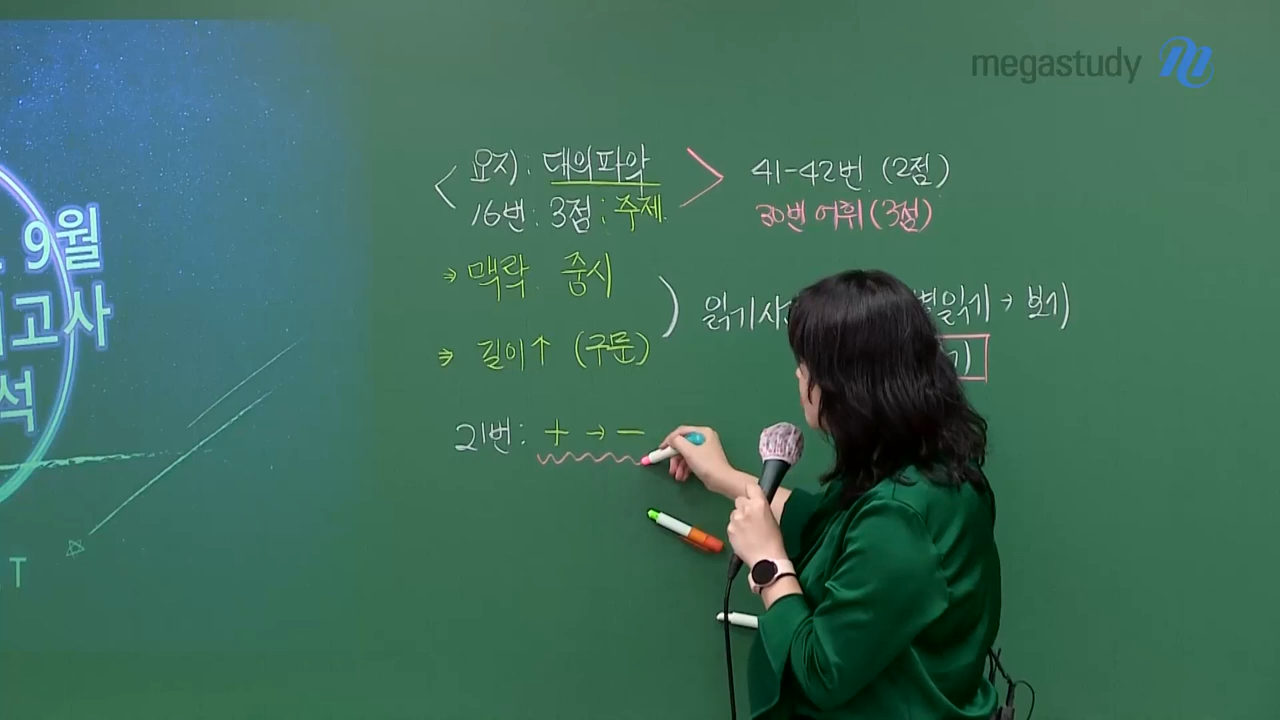 megastudy
9월
고사
석
T
요지: 대의파악
16번: 3점: 주제
41-42번 (2점)
30번 어휘 (3점)
→ 맥락 중시
→ 길이↑ (구문)
읽기 → 보기
21번: + → -